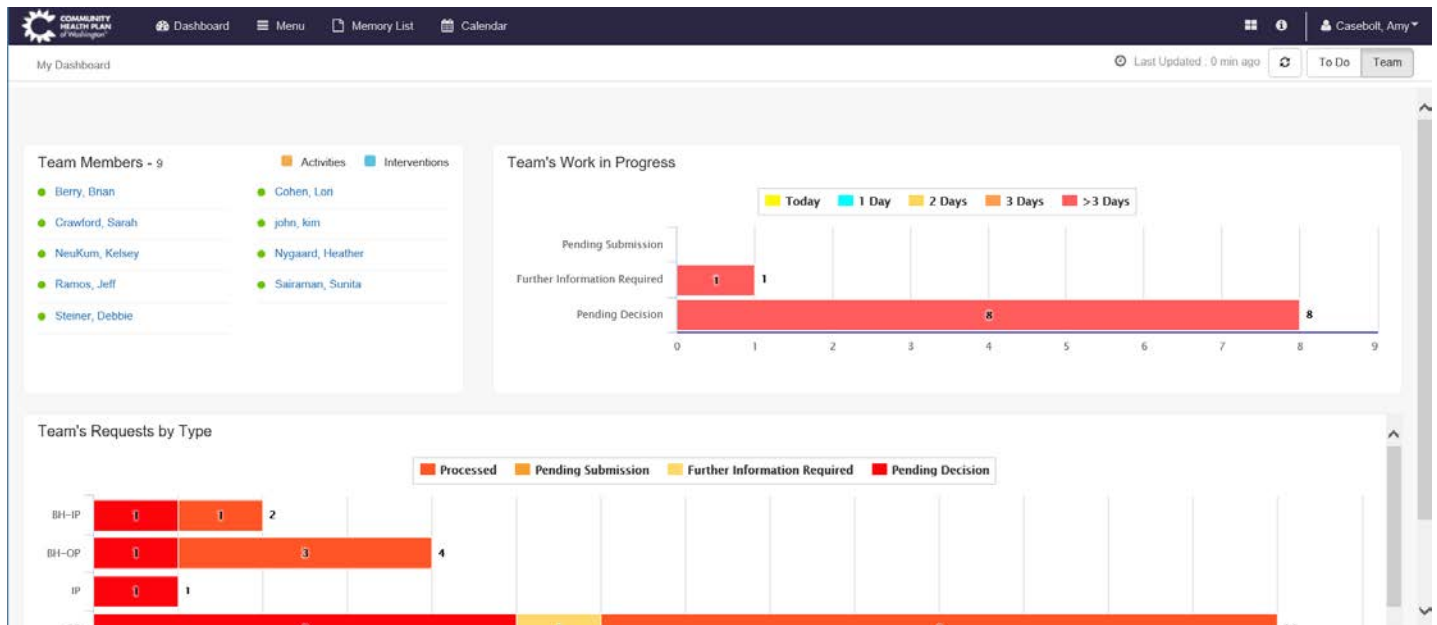 COMMUNITY
HEALTH PLAN
of Washington
Dashboard Menu Memory List Calendar
Casebolt, Amy
My Dashboard
Last Updated : 0 min ago
To Do Team
Team Members - 9
Activities Interventions
Berry, Brian Cohen, Lori
Crawford, Sarah john, kim
NeuKum, Kelsey Nygaard, Heather
Ramos, Jeff Sairaman, Sunita
Steiner, Debbie
Team's Work in Progress
Today 1 Day 2 Days 3 Days >3 Days
Pending Submission
Further Information Required 1 1
Pending Decision 8 8
0 1 2 3 4 5 6 7 8 9
Team's Requests by Type
Processed Pending Submission Further Information Required Pending Decision
BH-IP 1 1 2
BH-OP 1 3 4
IP 1 1